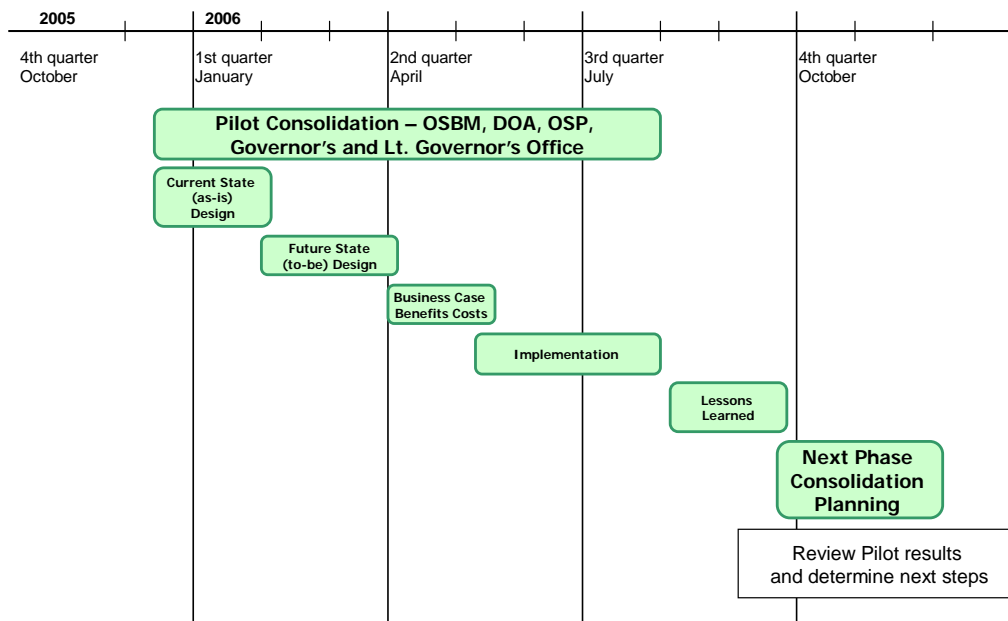 2005
2006
4th quarter
October
1st quarter
January
2nd quarter
April
3rd quarter
July
4th quarter
October
Pilot Consolidation – OSBM, DOA, OSP,
Governor's and Lt. Governor's Office
Current State
(as-is)
Design
Future State
(to-be) Design
Business Case
Benefits Costs
Implementation
Lessons
Learned
Next Phase
Consolidation
Planning
Review Pilot results
and determine next steps